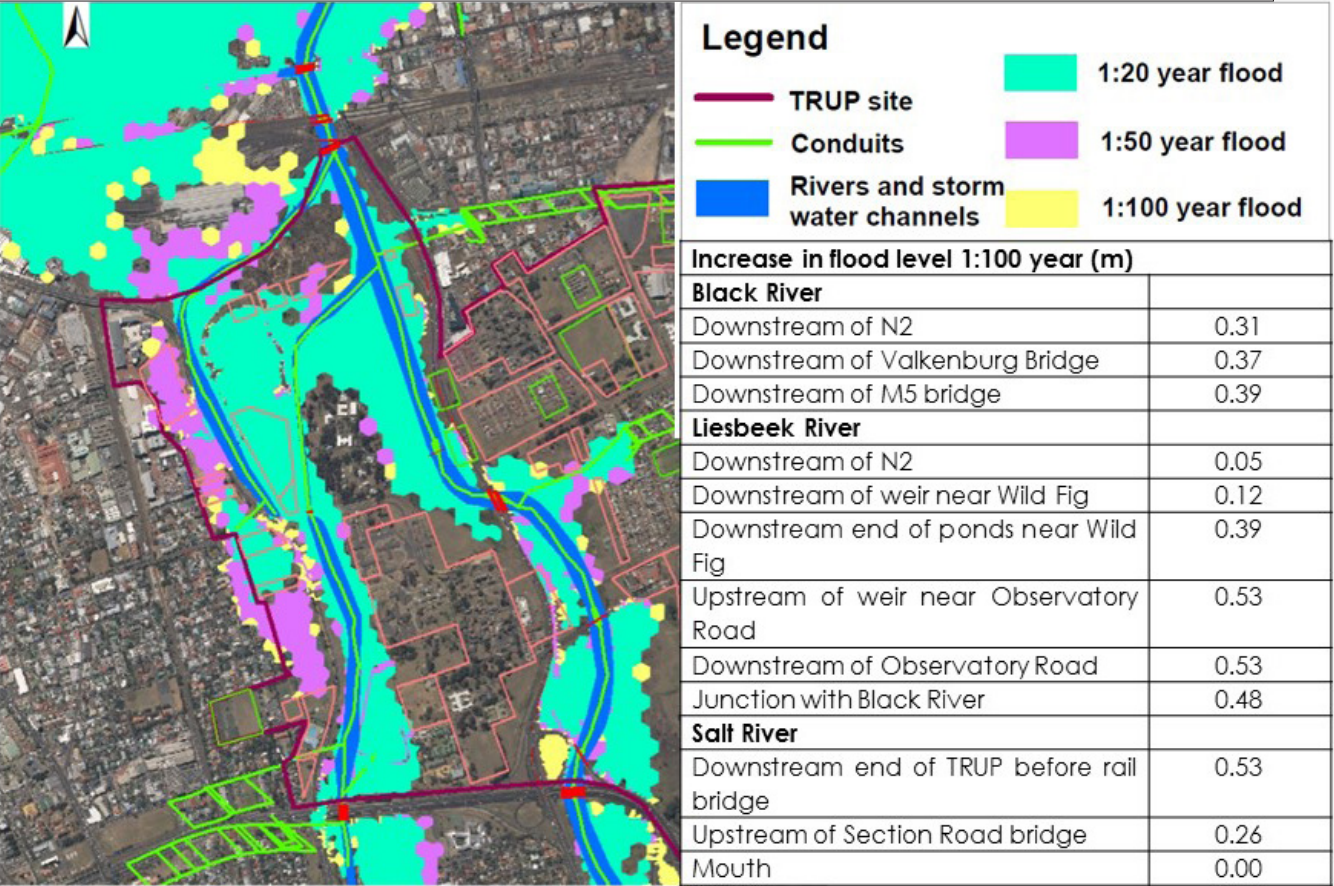 Legend
TRUP site
Conduits
Rivers and storm
water channels
1:20 year flood
1:50 year flood
1:100 year flood
Increase in flood level 1:100 year (m)
Black River
Downstream of N2 0.31
Downstream of Valkenburg Bridge 0.37
Downstream of M5 bridge 0.39
Liesbeek River
Downstream of N2 0.05
Downstream of weir near Wild Fig 0.12
Downstream end of ponds near Wild 0.39
Fig
Upstream of weir near Observatory 0.53
Road
Downstream of Observatory Road 0.53
Junction with Black River 0.48
Salt River
Downstream end of TRUP before rail 0.53
bridge
Upstream of Section Road bridge 0.26
Mouth 0.00